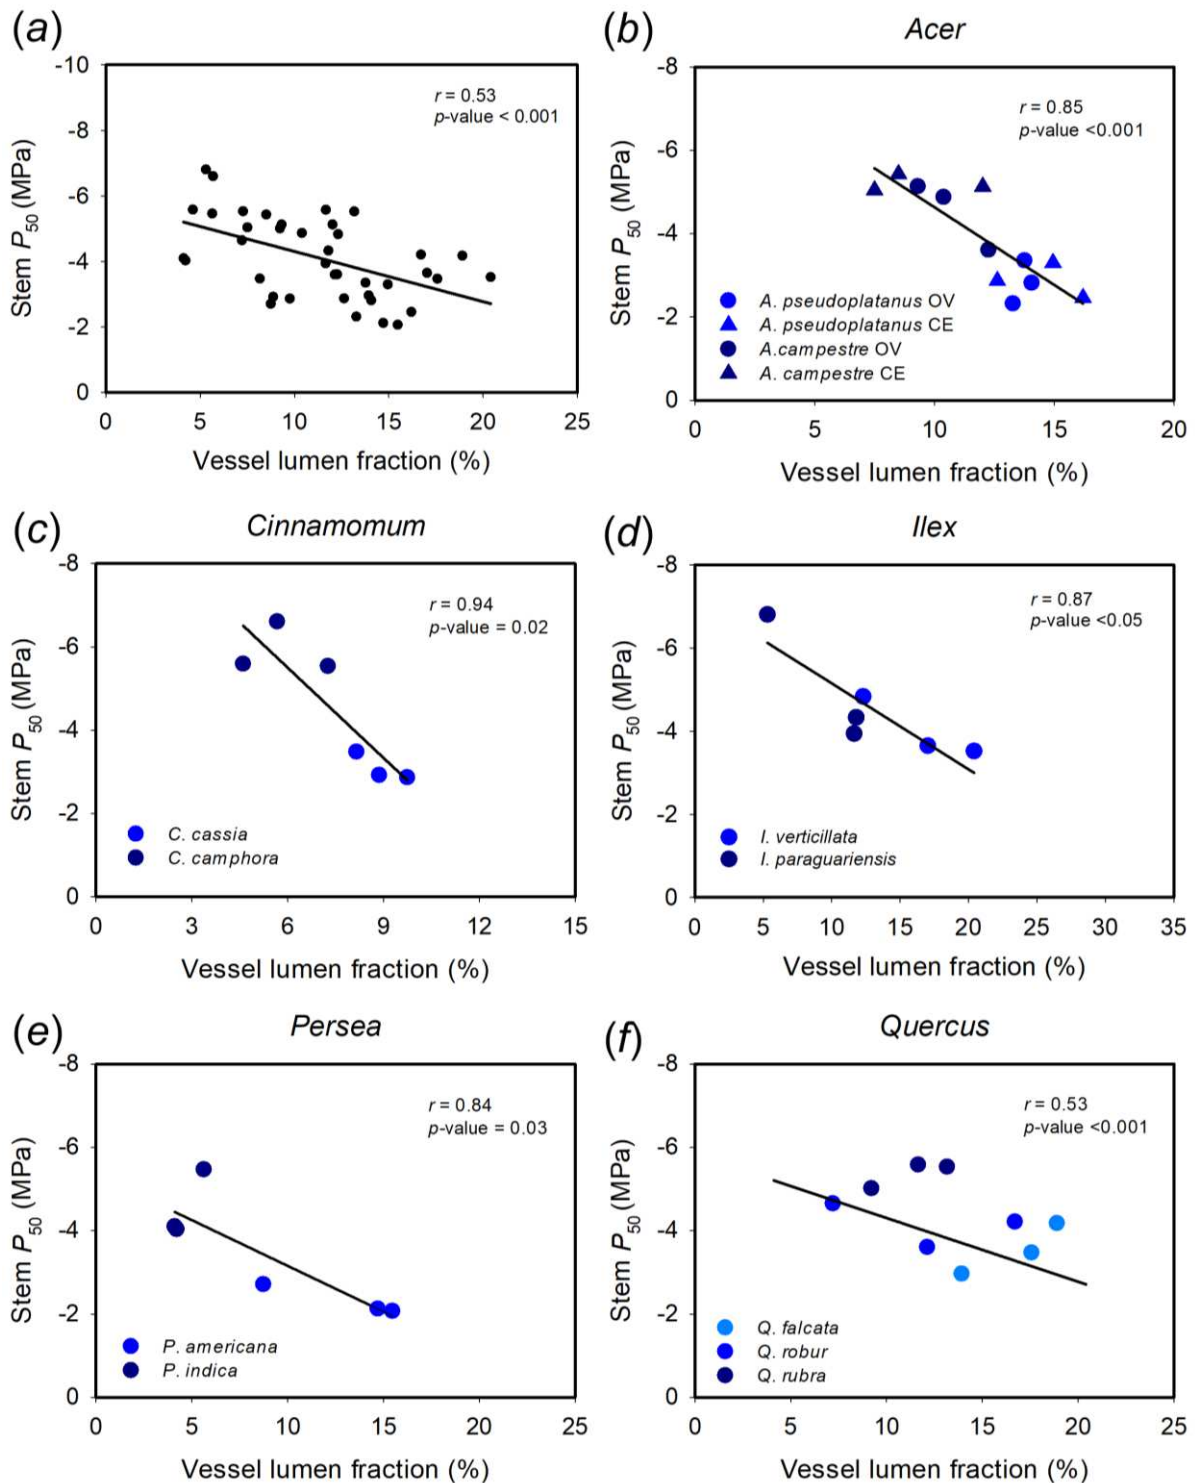 (a)
-10
-8
-6
-4
-2
0
0 5 10 15 20 25
Stem P50 (MPa)
Vessel lumen fraction (%)
r = 0.53
p-value < 0.001
(b)
Acer
-8
-6
-4
-2
0
0 5 10 15 20
Stem P50 (MPa)
Vessel lumen fraction (%)
r = 0.85
p-value <0.001
A. pseudoplatanus OV
A. pseudoplatanus CE
A.campestre OV
A. campestre CE
(c)
Cinnamomum
-8
-6
-4
-2
0
0 3 6 9 12 15
Stem P50 (MPa)
Vessel lumen fraction (%)
r = 0.94
p-value = 0.02
C. cassia
C. camphora
(d)
Ilex
-8
-6
-4
-2
0
0 5 10 15 20 25 30 35
Stem P50 (MPa)
Vessel lumen fraction (%)
r = 0.87
p-value <0.05
I. verticillata
I. paraguariensis
(e)
Persea
-8
-6
-4
-2
0
0 5 10 15 20 25
Stem P50 (MPa)
Vessel lumen fraction (%)
r = 0.84
p-value = 0.03
P. americana
P. indica
(f)
Quercus
-8
-6
-4
-2
0
0 5 10 15 20 25
Stem P50 (MPa)
Vessel lumen fraction (%)
r = 0.53
p-value <0.001
Q. falcata
Q. robur
Q. rubra